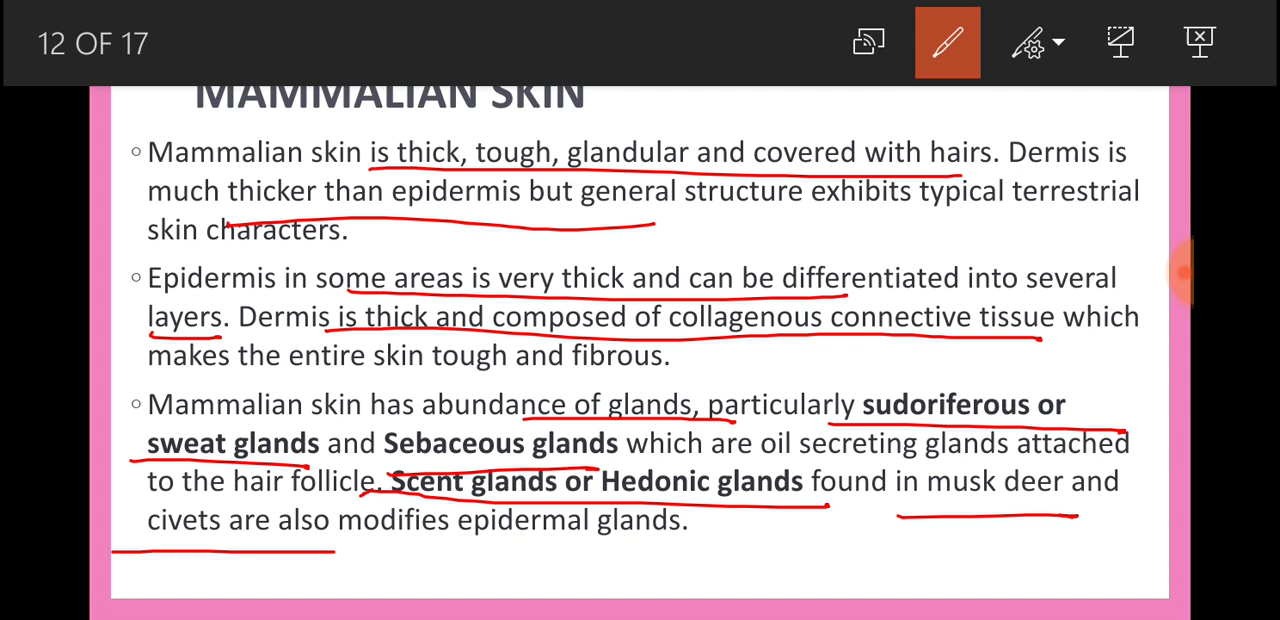 12 OF 17
MAMMALIAN SKIN
◦ Mammalian skin is thick, tough, glandular and covered with hairs. Dermis is
much thicker than epidermis but general structure exhibits typical terrestrial
skin characters.
◦ Epidermis in some areas is very thick and can be differentiated into several
layers. Dermis is thick and composed of collagenous connective tissue which
makes the entire skin tough and fibrous.
◦ Mammalian skin has abundance of glands, particularly sudoriferous or
sweat glands and Sebaceous glands which are oil secreting glands attached
to the hair follicle. Scent glands or Hedonic glands found in musk deer and
civets are also modifies epidermal glands.